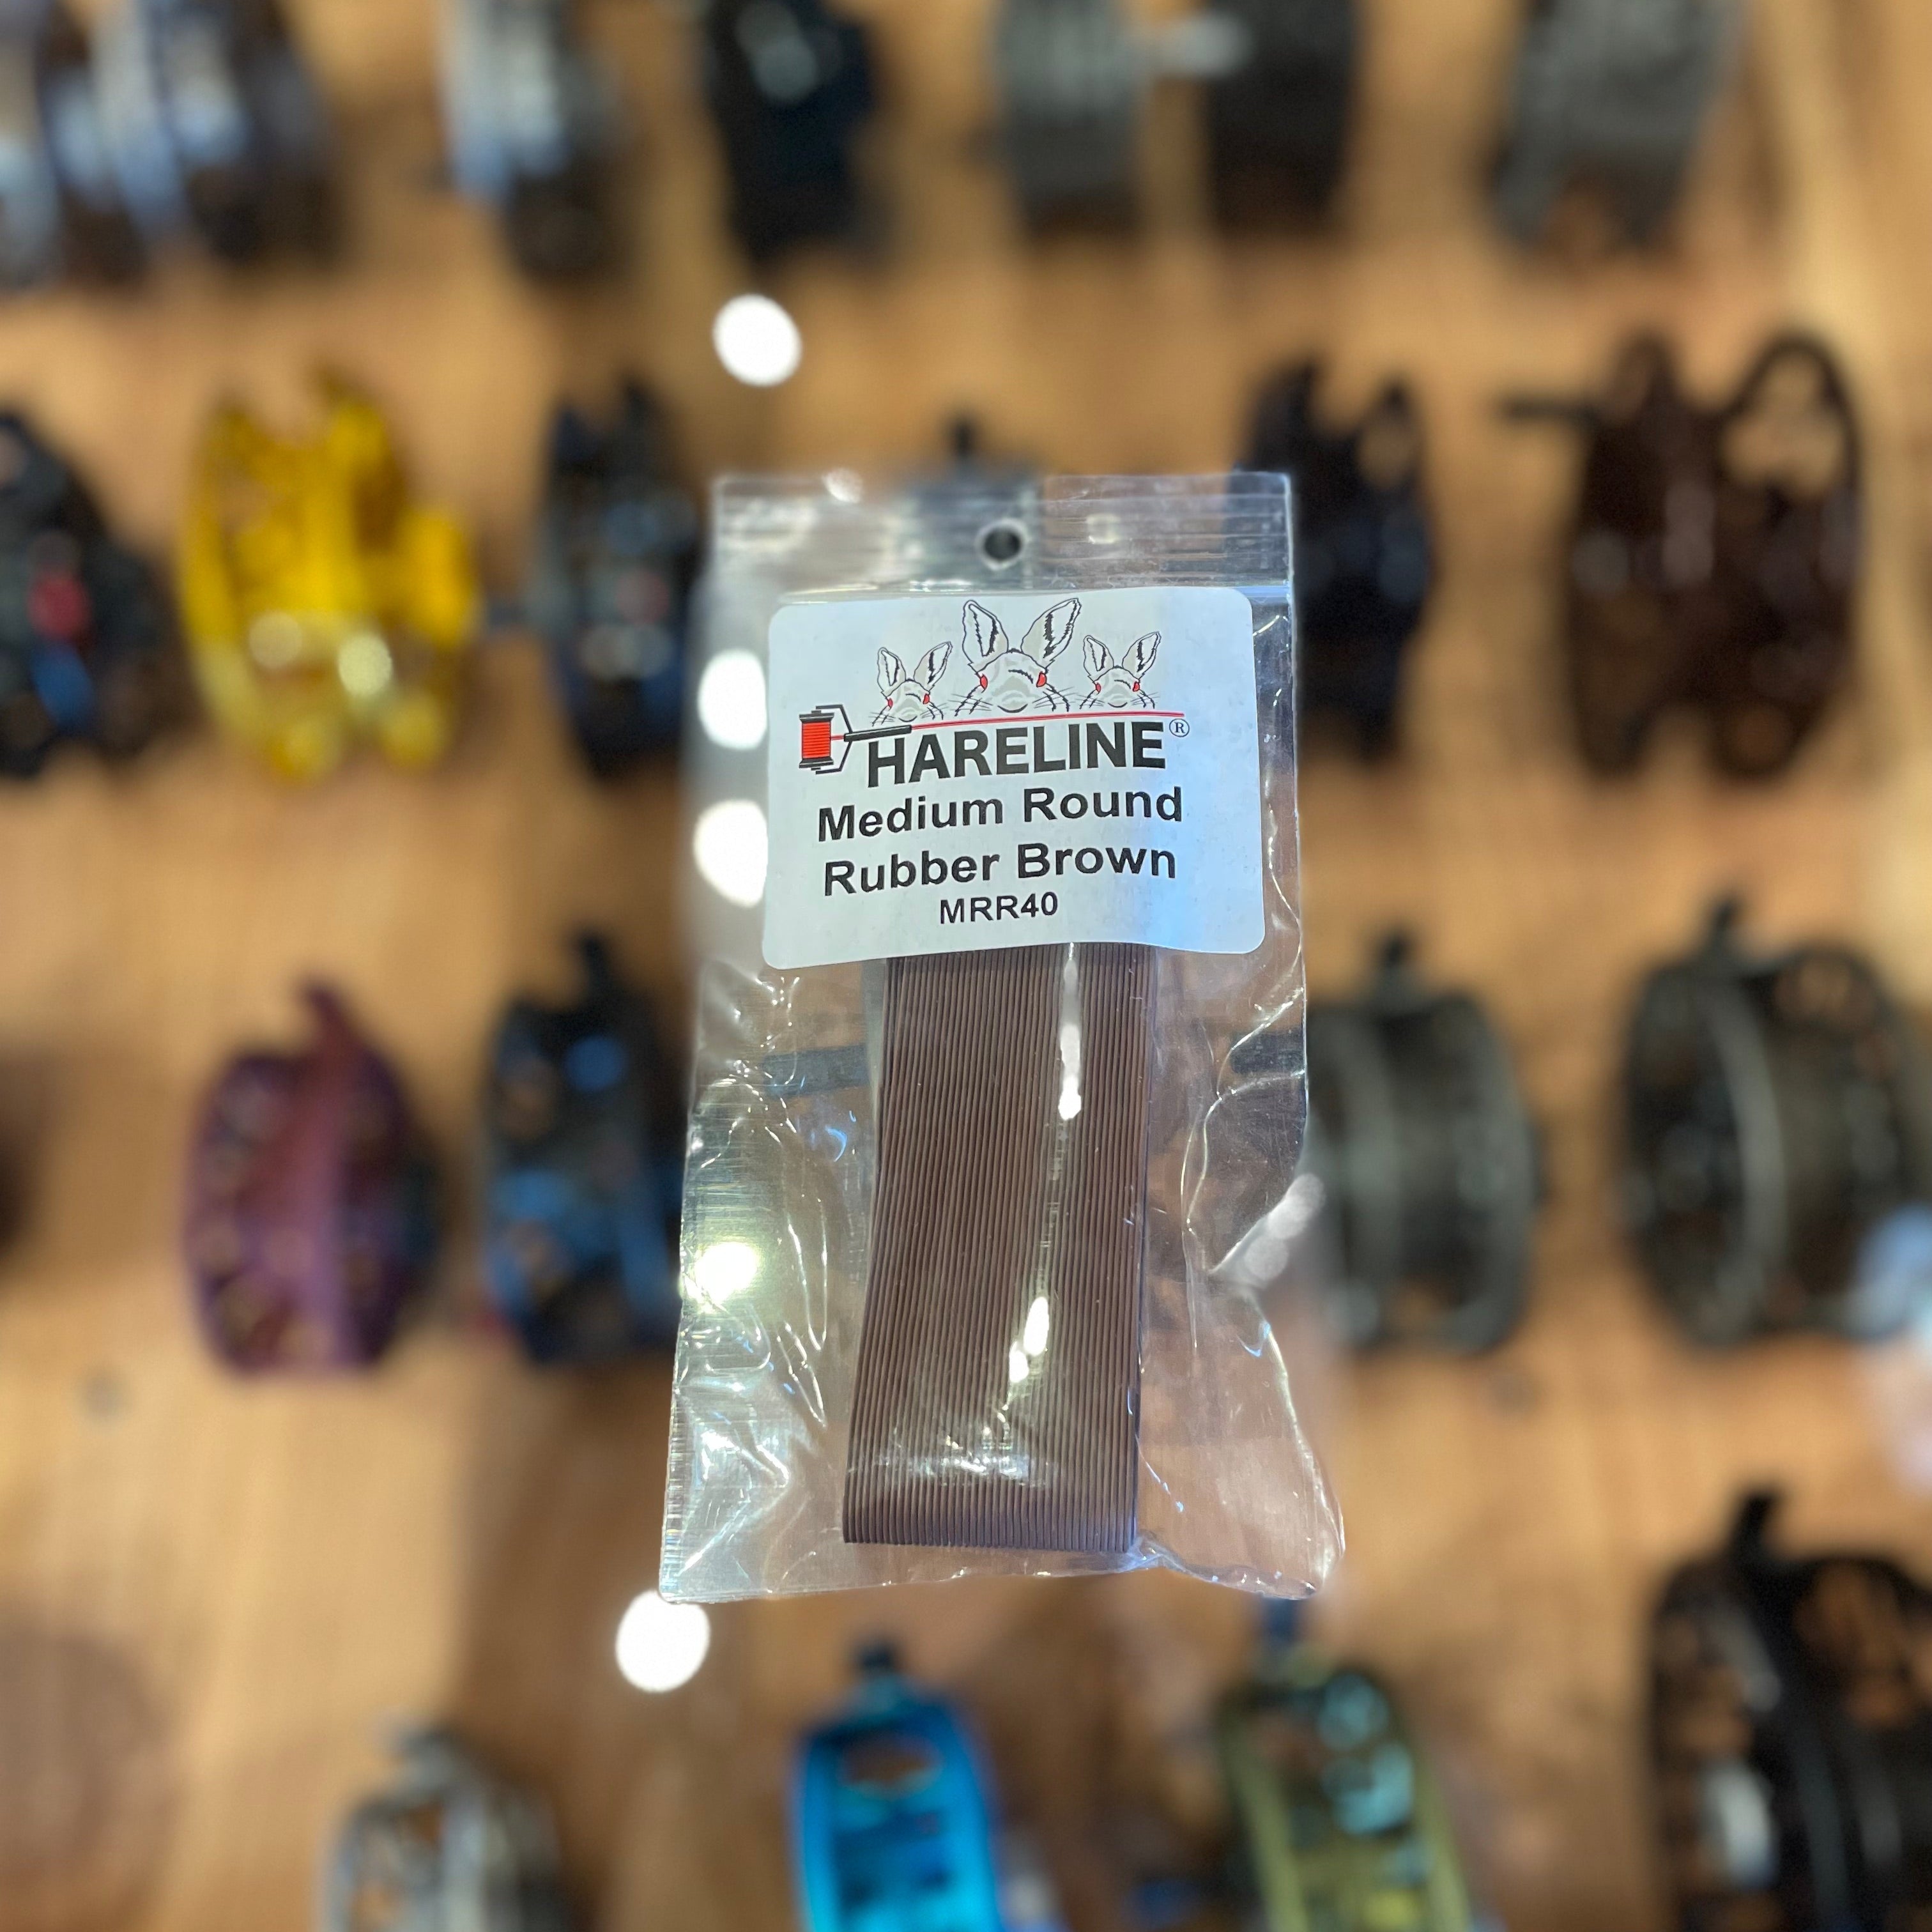 HARELINE®
Medium Round
Rubber Brown
MRR40